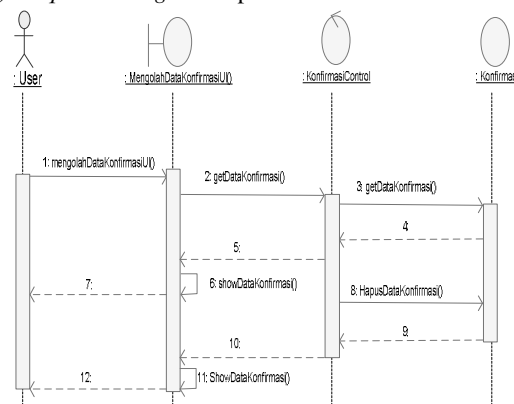 : User
: MengolahDataKonfirmasiUI()
: KonfirmasiControl
: Konfirmas
1: mengolahDataKonfirmasiUI()
2: getDataKonfirmasi()
3: getDataKonfirmasi()
4:
5:
6: showDataKonfirmasi()
7:
8: HapusDataKonfirmasi()
9:
10:
11: ShowDataKonfirmasi()
12: